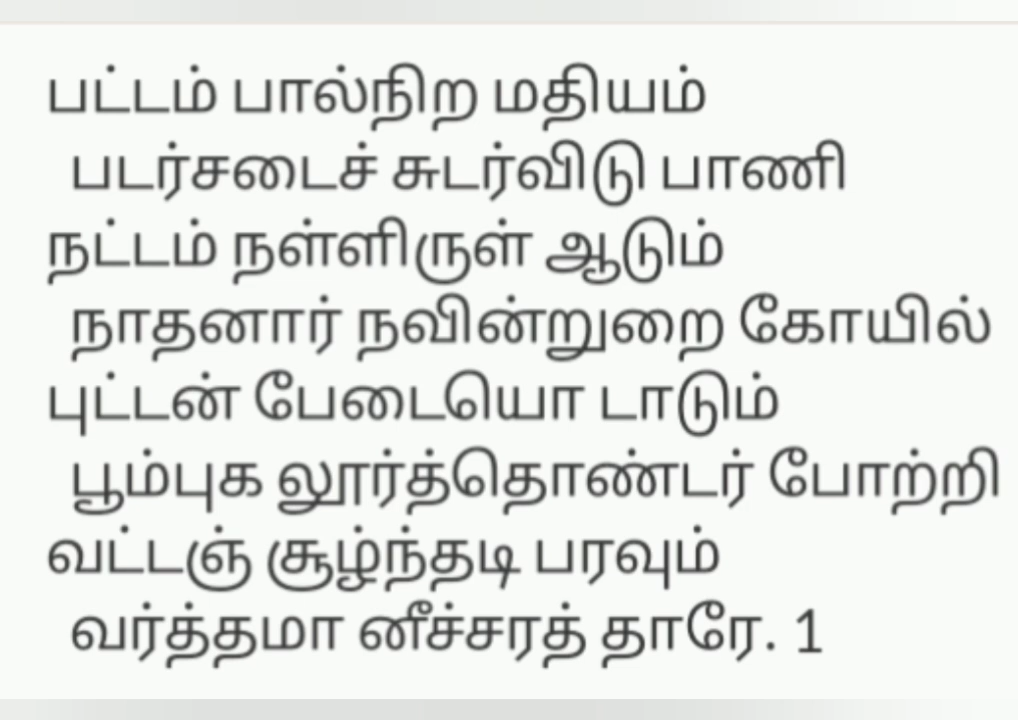 பட்டம் பால்நிற மதியம்
படர்சடைச் சுடர்விடு பாணி
நட்டம் நள்ளிருள் ஆடும்
நாதனார் நவின்றுறை கோயில்
புட்டன் பேடையொ டாடும்
பூம்புக லூர்த்தொண்டர் போற்றி
வட்டஞ் சூழ்ந்தடி பரவும்
வர்த்தமா னீச்சரத் தாரே. 1